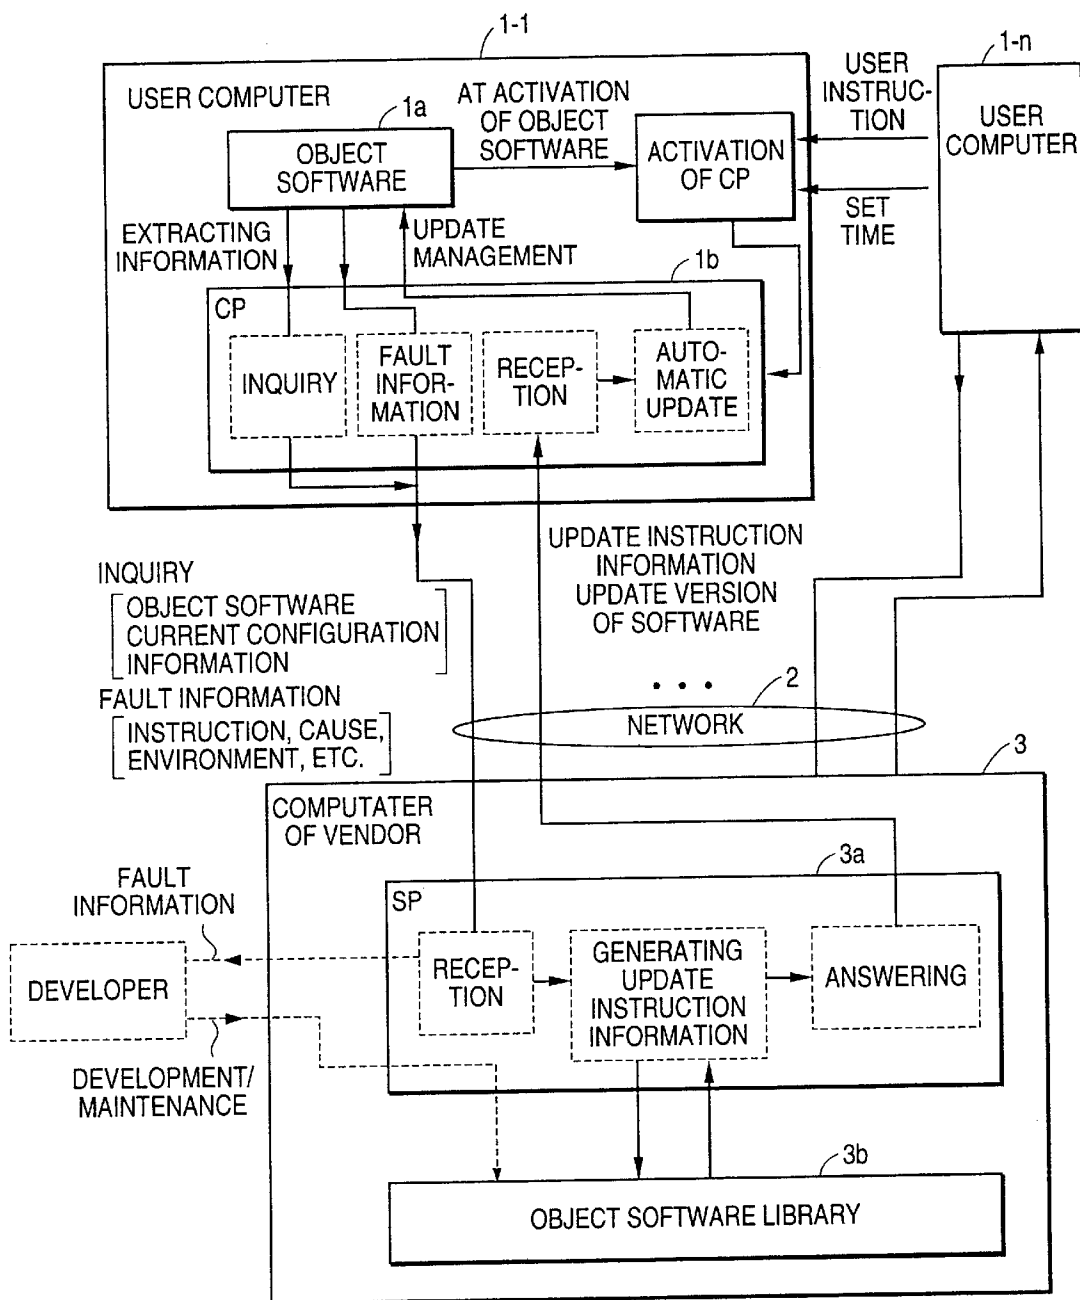 1-1
1-n
USER COMPUTER
1a
AT ACTIVATION
OF OBJECT
SOFTWARE
USER
INSTRUC-
TION
USER
COMPUTER
OBJECT
SOFTWARE
ACTIVATION
OF CP
SET
TIME
EXTRACTING
INFORMATION
UPDATE
MANAGEMENT
1b
CP
INQUIRY
FAULT
INFOR-
MATION
RECEP-
TION
AUTO-
MATIC
UPDATE
UPDATE INSTRUCTION
INFORMATION
UPDATE VERSION
OF SOFTWARE
INQUIRY
OBJECT SOFTWARE
CURRENT CONFIGURATION
INFORMATION
FAULT INFORMATION
INSTRUCTION, CAUSE,
ENVIRONMENT, ETC.
2
NETWORK
3
COMPUTATER
OF VENDOR
3a
SP
FAULT
INFORMATION
DEVELOPER
RECEP-
TION
GENERATING
UPDATE
INSTRUCTION
INFORMATION
ANSWERING
DEVELOPMENT/
MAINTENANCE
3b
OBJECT SOFTWARE LIBRARY